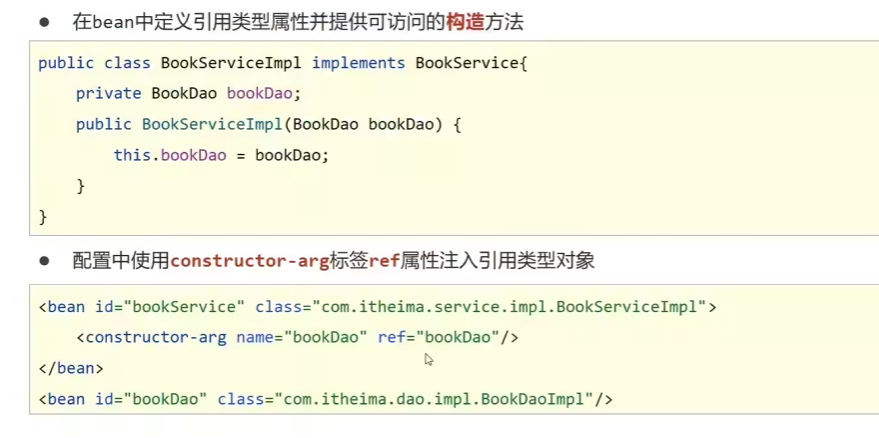 ● 在bean中定义引用类型属性并提供可访问的构造方法
public class BookServiceImpl implements BookService{
    private BookDao bookDao;
    public BookServiceImpl(BookDao bookDao) {
        this.bookDao = bookDao;
    }
}
● 配置中使用constructor-arg标签ref属性注入引用类型对象
<bean id="bookService" class="com.itheima.service.impl.BookServiceImpl">
    <constructor-arg name="bookDao" ref="bookDao"/>
</bean>
<bean id="bookDao" class="com.itheima.dao.impl.BookDaoImpl"/>